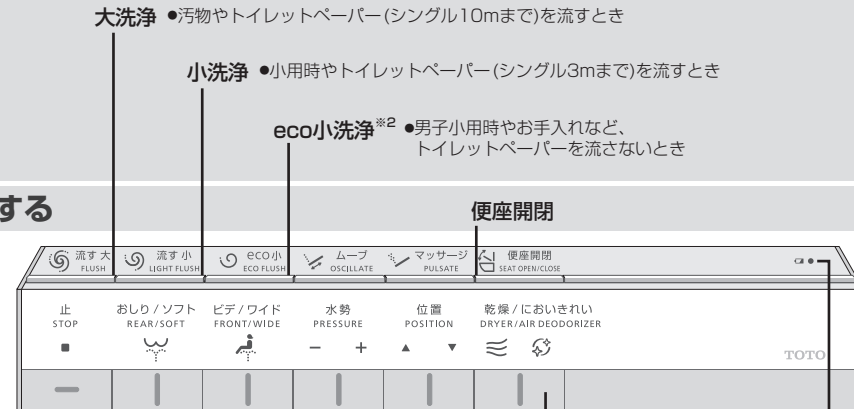 大洗浄 ●汚物やトイレットペーパー(シングル10mまで)を流すとき
小洗浄 ●小用時やトイレットペーパー(シングル3mまで)を流すとき
eco小洗浄※2 ●男子小用時やお手入れなど、
トイレットペーパーを流さないとき
する
便座開閉
流す大 流す小 eco小 ムーブ マッサージ 便座開閉
FLUSH LIGHT FLUSH ECO FLUSH OSCILLATE PULSATE SEAT OPEN/CLOSE
止 おしり/ソフト ビデ/ワイド 水勢 位置 乾燥/においきれい
STOP REAR/SOFT FRONT/WIDE PRESSURE POSITION DRYER/AIR DEODORIZER
− + ▲ ▼
TOTO